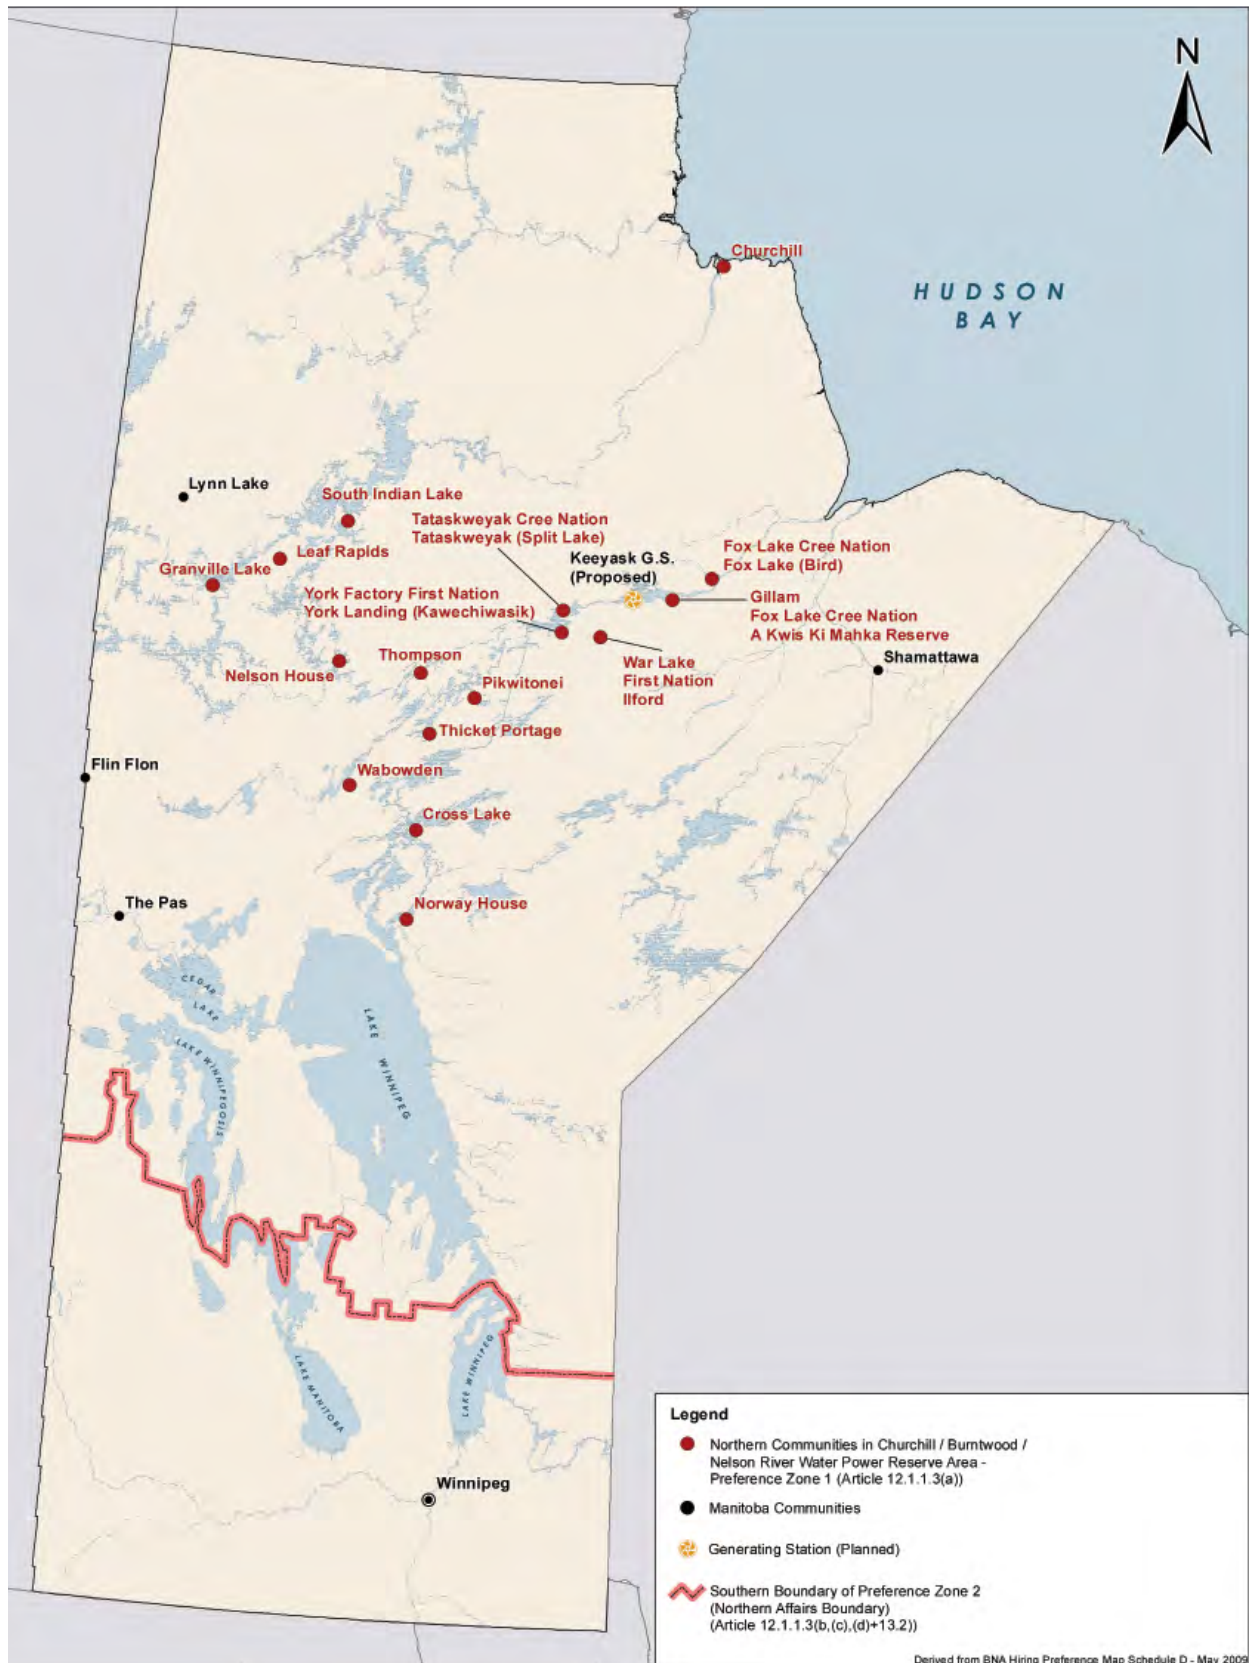 N
Churchill
HUDSON
BAY
Lynn Lake
South Indian Lake
Tataskweyak Cree Nation
Tataskweyak (Split Lake)
Leaf Rapids
Granville Lake
Keeyask G.S.
(Proposed)
Fox Lake Cree Nation
Fox Lake (Bird)
York Factory First Nation
York Landing (Kawechiwasik)
Gillam
Fox Lake Cree Nation
A Kwis Ki Mahka Reserve
Nelson House
Thompson
War Lake
First Nation
Ilford
Shamattawa
Pikwitonei
Thicket Portage
Flin Flon
Wabowden
Cross Lake
The Pas
Norway House
CEDAR
LAKE
LAKE WINNIPEG
LAKE WINNIPEGOSIS
LAKE MANITOBA
LAKE WINNIPEG
Winnipeg
Legend
Northern Communities in Churchill / Burntwood /
Nelson River Water Power Reserve Area -
Preference Zone 1 (Article 12.1.1.3(a))
Manitoba Communities
Generating Station (Planned)
Southern Boundary of Preference Zone 2
(Northern Affairs Boundary)
(Article 12.1.1.3(b,(c),(d)+13.2))
Derived from BNA Hiring Preference Map Schedule D - May 2009